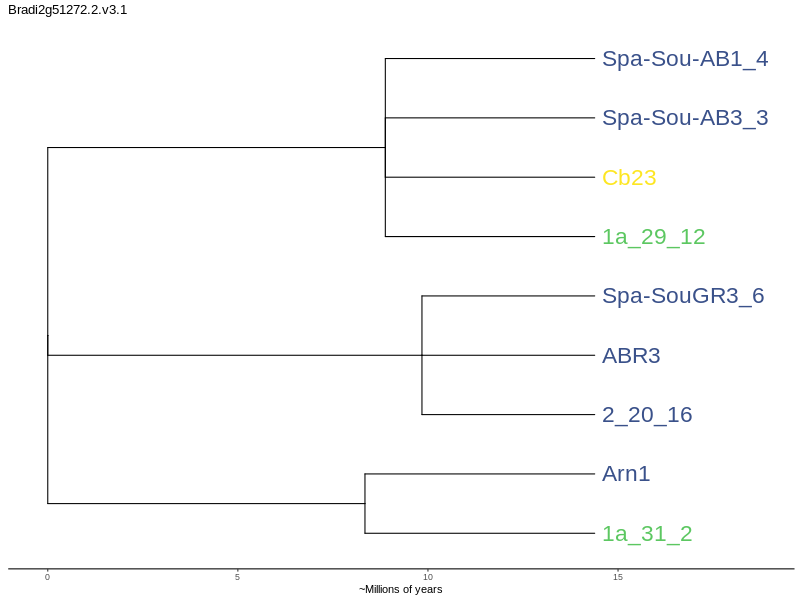 Bradi2g51272.2.v3.1
Spa-Sou-AB1_4
Spa-Sou-AB3_3
Cb23
1a_29_12
Spa-SouGR3_6
ABR3
2_20_16
Arn1
1a_31_2
0 5 10 15
~Millions of years